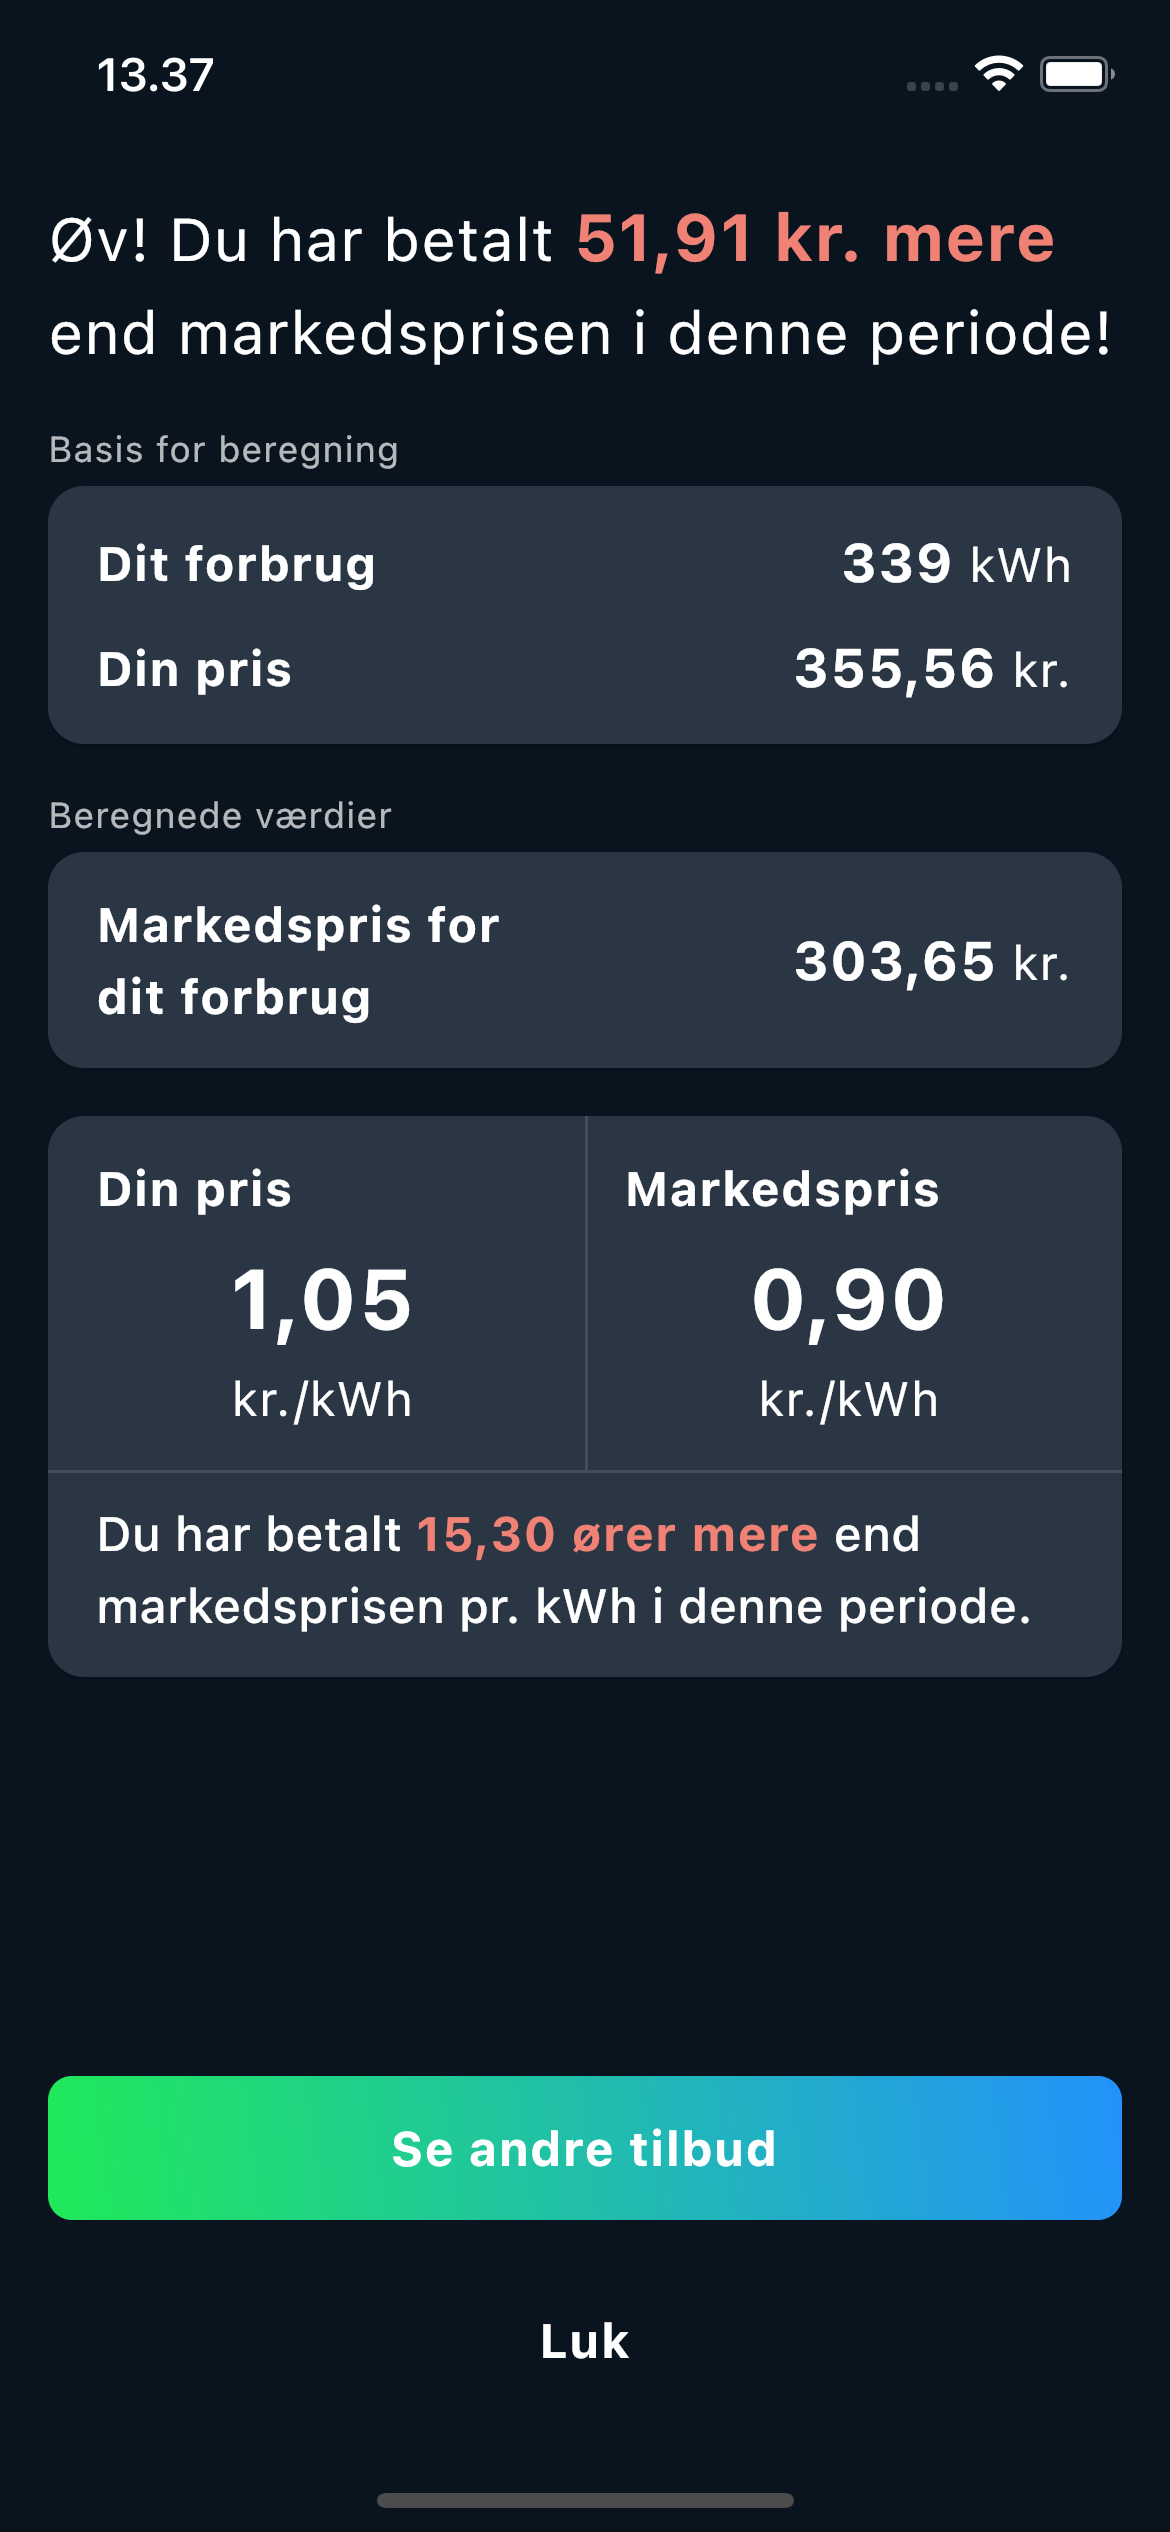 13.37
Øv! Du har betalt 51,91 kr. mere
end markedsprisen i denne periode!
Basis for beregning
Dit forbrug 339 kWh
Din pris 355,56 kr.
Beregnede værdier
Markedspris for
dit forbrug
303,65 kr.
Din pris
1,05
kr./kWh
Markedspris
0,90
kr./kWh
Du har betalt 15,30 ører mere end
markedsprisen pr. kWh i denne periode.
Se andre tilbud
Luk